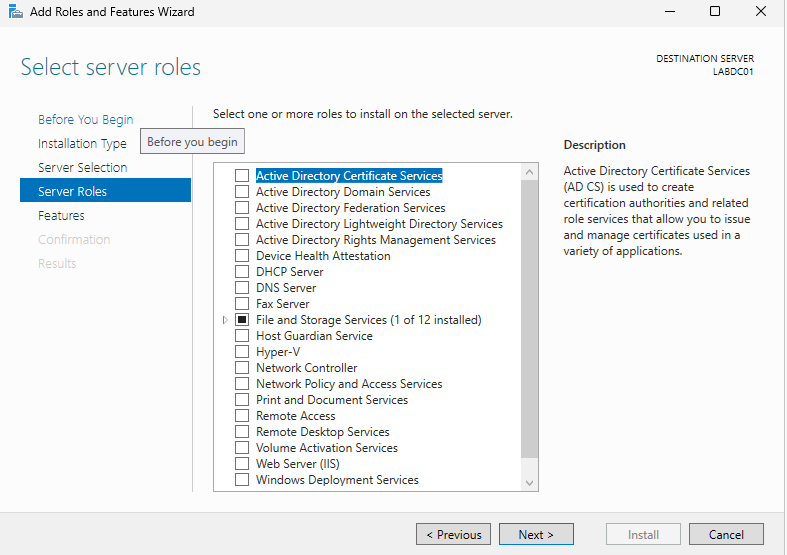 Add Roles and Features Wizard
Select server roles
DESTINATION SERVER
LABDC01
Before You Begin
Installation Type
Before you begin
Server Selection
Server Roles
Features
Confirmation
Results
Select one or more roles to install on the selected server.
Active Directory Certificate Services
Active Directory Domain Services
Active Directory Federation Services
Active Directory Lightweight Directory Services
Active Directory Rights Management Services
Device Health Attestation
DHCP Server
DNS Server
Fax Server
File and Storage Services (1 of 12 installed)
Host Guardian Service
Hyper-V
Network Controller
Network Policy and Access Services
Print and Document Services
Remote Access
Remote Desktop Services
Volume Activation Services
Web Server (IIS)
Windows Deployment Services
Description
Active Directory Certificate Services
(AD CS) is used to create
certification authorities and related
role services that allow you to issue
and manage certificates used in a
variety of applications.
< Previous
Next >
Install
Cancel